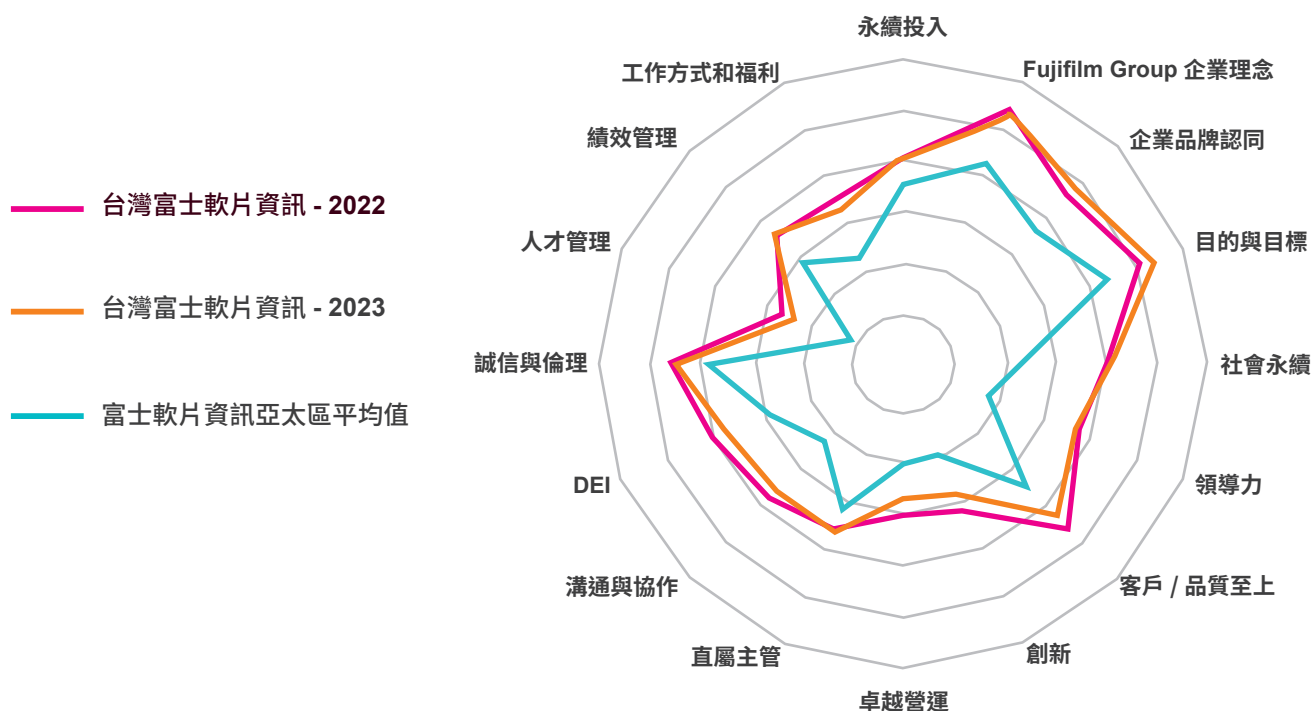 永續投入
Fujifilm Group 企業理念
企業品牌認同
目的與目標
社會永續
領導力
客戶 / 品質至上
創新
卓越營運
直屬主管
溝通與協作
DEI
誠信與倫理
人才管理
績效管理
工作方式和福利
台灣富士軟片資訊 - 2022
台灣富士軟片資訊 - 2023
富士軟片資訊亞太區平均值